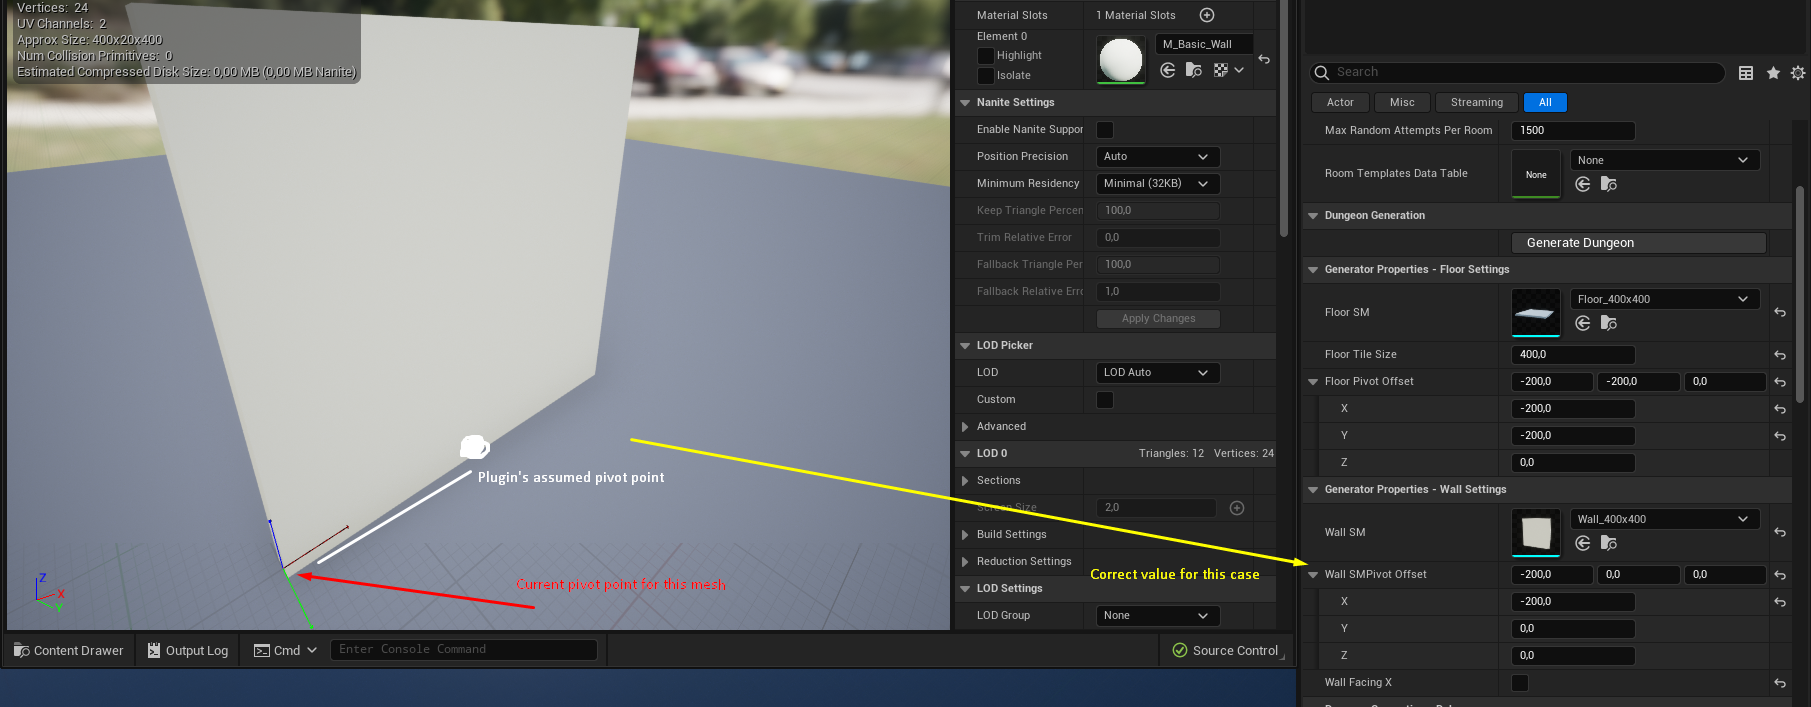 Vertices: 24
UV Channels: 2
Approx Size: 400x20x400
Num Collision Primitives: 0
Estimated Compressed Disk Size: 0,00 MB (0,00 MB Nanite)
Plugin's assumed pivot point
Current pivot point for this mesh
Correct value for this case
Z
X
Y
Content Drawer
Output Log
Cmd
Enter Console Command
Source Control
Material Slots
1 Material Slots
Element 0
Highlight
Isolate
M_Basic_Wall
Nanite Settings
Enable Nanite Suppor
Position Precision
Auto
Minimum Residency
Minimal (32KB)
Keep Triangle Percen
100,0
Trim Relative Error
0,0
Fallback Triangle Per
100,0
Fallback Relative Erro
1,0
Apply Changes
LOD Picker
LOD
LOD Auto
Custom
Advanced
LOD 0
Triangles: 12 Vertices: 24
Sections
Screen Size
2,0
Build Settings
Reduction Settings
LOD Settings
LOD Group
None
Search
Actor
Misc
Streaming
All
Max Random Attempts Per Room
1500
Room Templates Data Table
None
None
Dungeon Generation
Generate Dungeon
Generator Properties - Floor Settings
Floor SM
Floor_400x400
Floor Tile Size
400,0
Floor Pivot Offset
-200,0
-200,0
0,0
X
-200,0
Y
-200,0
Z
0,0
Generator Properties - Wall Settings
Wall SM
Wall_400x400
Wall SMPivot Offset
-200,0
0,0
0,0
X
-200,0
Y
0,0
Z
0,0
Wall Facing X